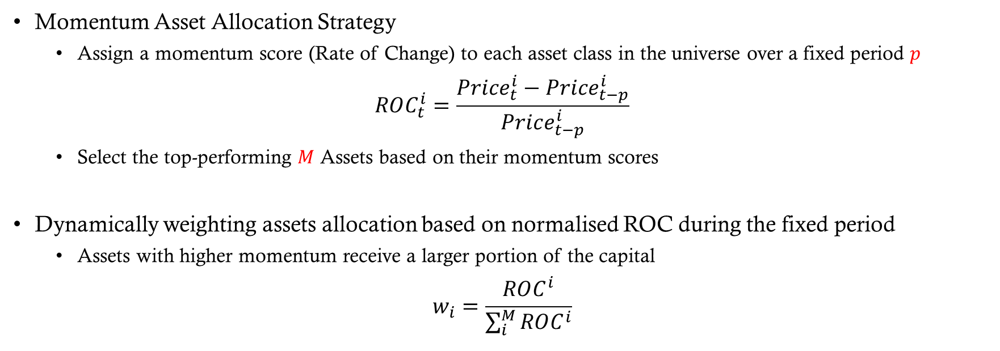 • Momentum Asset Allocation Strategy
• Assign a momentum score (Rate of Change) to each asset class in the universe over a fixed period p
ROC_t^i = \frac{Price_t^i − Price_{t−p}^i}{Price_{t−p}^i}
• Select the top-performing M Assets based on their momentum scores
• Dynamically weighting assets allocation based on normalised ROC during the fixed period
• Assets with higher momentum receive a larger portion of the capital
w_i = \frac{ROC^i}{\sum_i^M ROC^i}